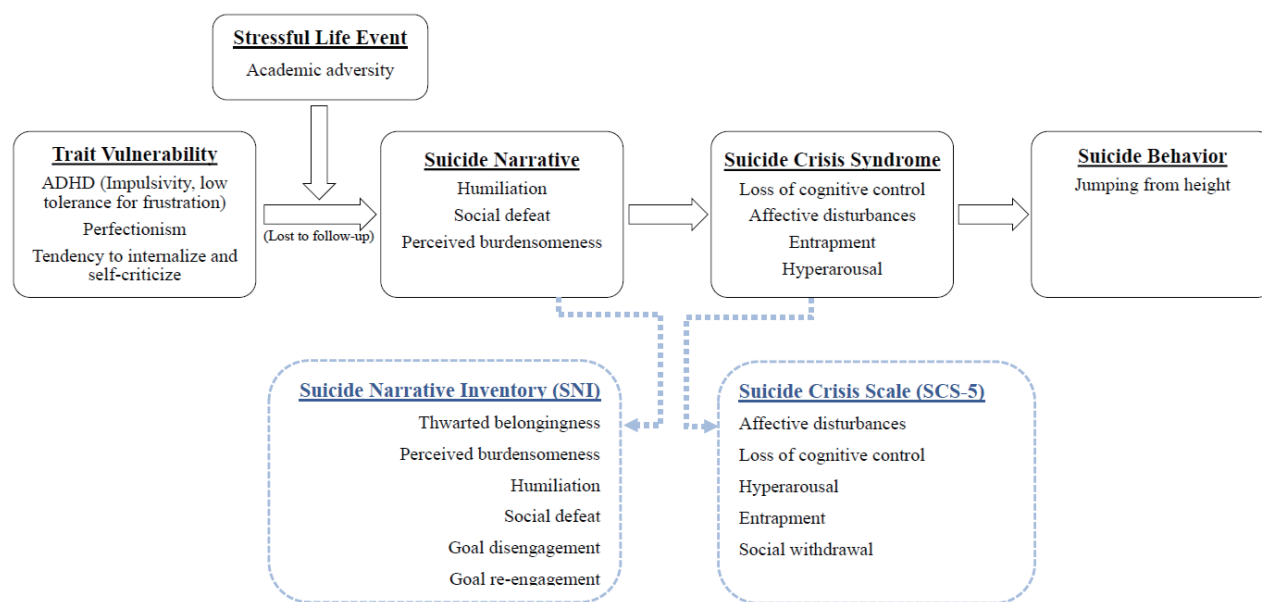 Stressful Life Event
Academic adversity
Trait Vulnerability
ADHD (Impulsivity, low
tolerance for frustration)
Perfectionism
Tendency to internalize and
self-criticize
(Lost to follow-up)
Suicide Narrative
Humiliation
Social defeat
Perceived burdensomeness
Suicide Crisis Syndrome
Loss of cognitive control
Affective disturbances
Entrapment
Hyperarousal
Suicide Behavior
Jumping from height
Suicide Narrative Inventory (SNI)
Thwarted belongingness
Perceived burdensomeness
Humiliation
Social defeat
Goal disengagement
Goal re-engagement
Suicide Crisis Scale (SCS-5)
Affective disturbances
Loss of cognitive control
Hyperarousal
Entrapment
Social withdrawal